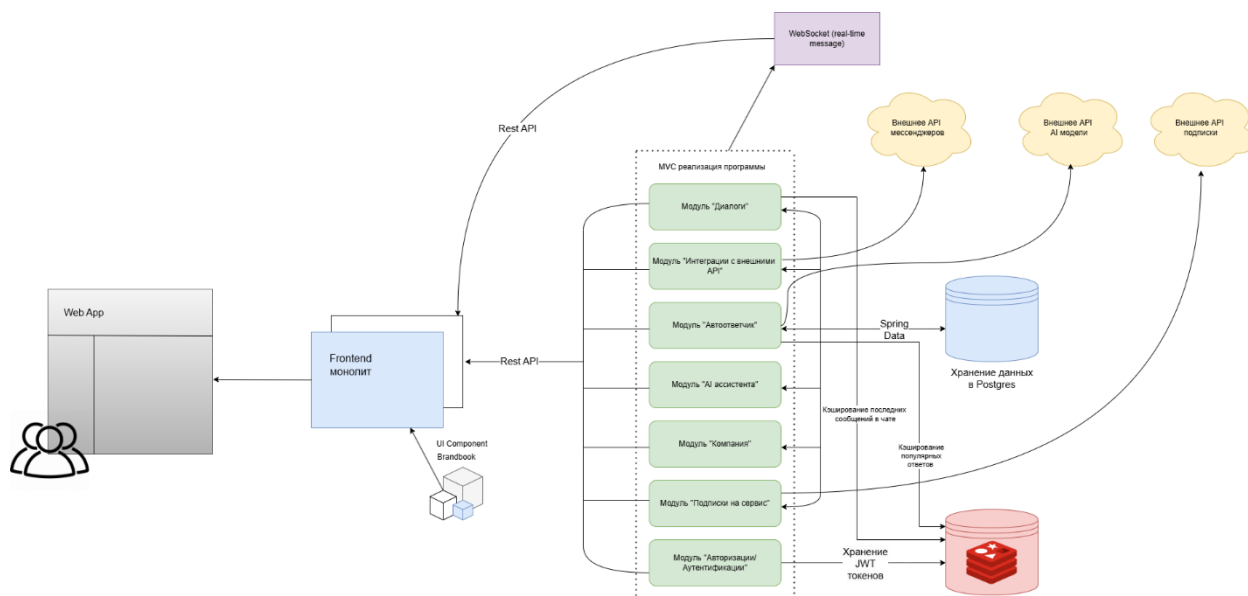 WebSocket (real-time
message)
Rest API
Внешнее API
мессенджеров
Внешнее API
AI модели
Внешнее API
подписки
MVC реализация программы
Модуль "Диалоги"
Модуль "Интеграции с внешними
API"
Модуль "Автоответчик"
Модуль "AI ассистента"
Модуль "Компания"
Модуль "Подписки на сервис"
Модуль "Авторизации/
Аутентификации"
Web App
Frontend
монолит
Rest API
UI Component
Brandbook
Spring
Data
Хранение данных
в Postgres
Кэширование последних
сообщений в чате
Кэширование
популярных
ответов
Хранение
JWT
токенов